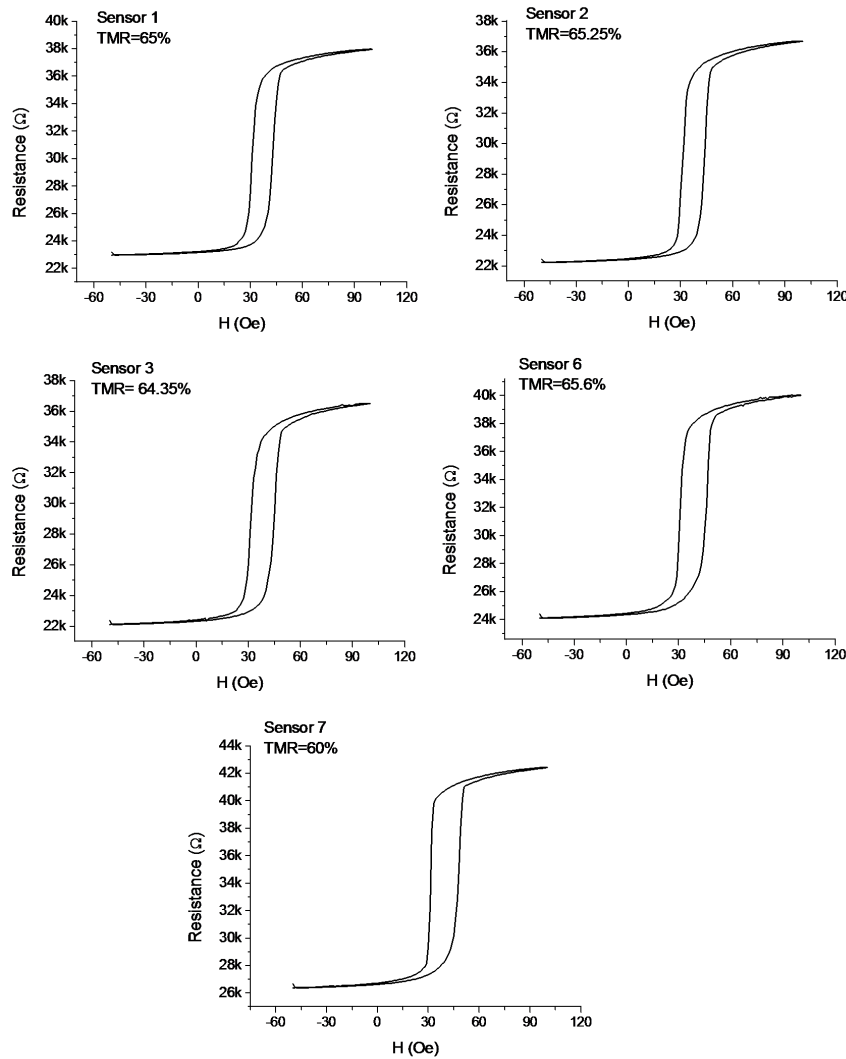 Sensor 1
TMR=65%
40k
38k
36k
34k
32k
30k
28k
26k
24k
22k
Resistance (Ω)
-60 -30 0 30 60 90 120
H (Oe)
Sensor 2
TMR=65.25%
38k
36k
34k
32k
30k
28k
26k
24k
22k
Resistance (Ω)
-60 -30 0 30 60 90 120
H (Oe)
Sensor 3
TMR= 64.35%
38k
36k
34k
32k
30k
28k
26k
24k
22k
Resistance (Ω)
-60 -30 0 30 60 90 120
H (Oe)
Sensor 6
TMR=65.6%
40k
38k
36k
34k
32k
30k
28k
26k
24k
Resistance (Ω)
-60 -30 0 30 60 90 120
H (Oe)
Sensor 7
TMR=60%
44k
42k
40k
38k
36k
34k
32k
30k
28k
26k
Resistance (Ω)
-60 -30 0 30 60 90 120
H (Oe)